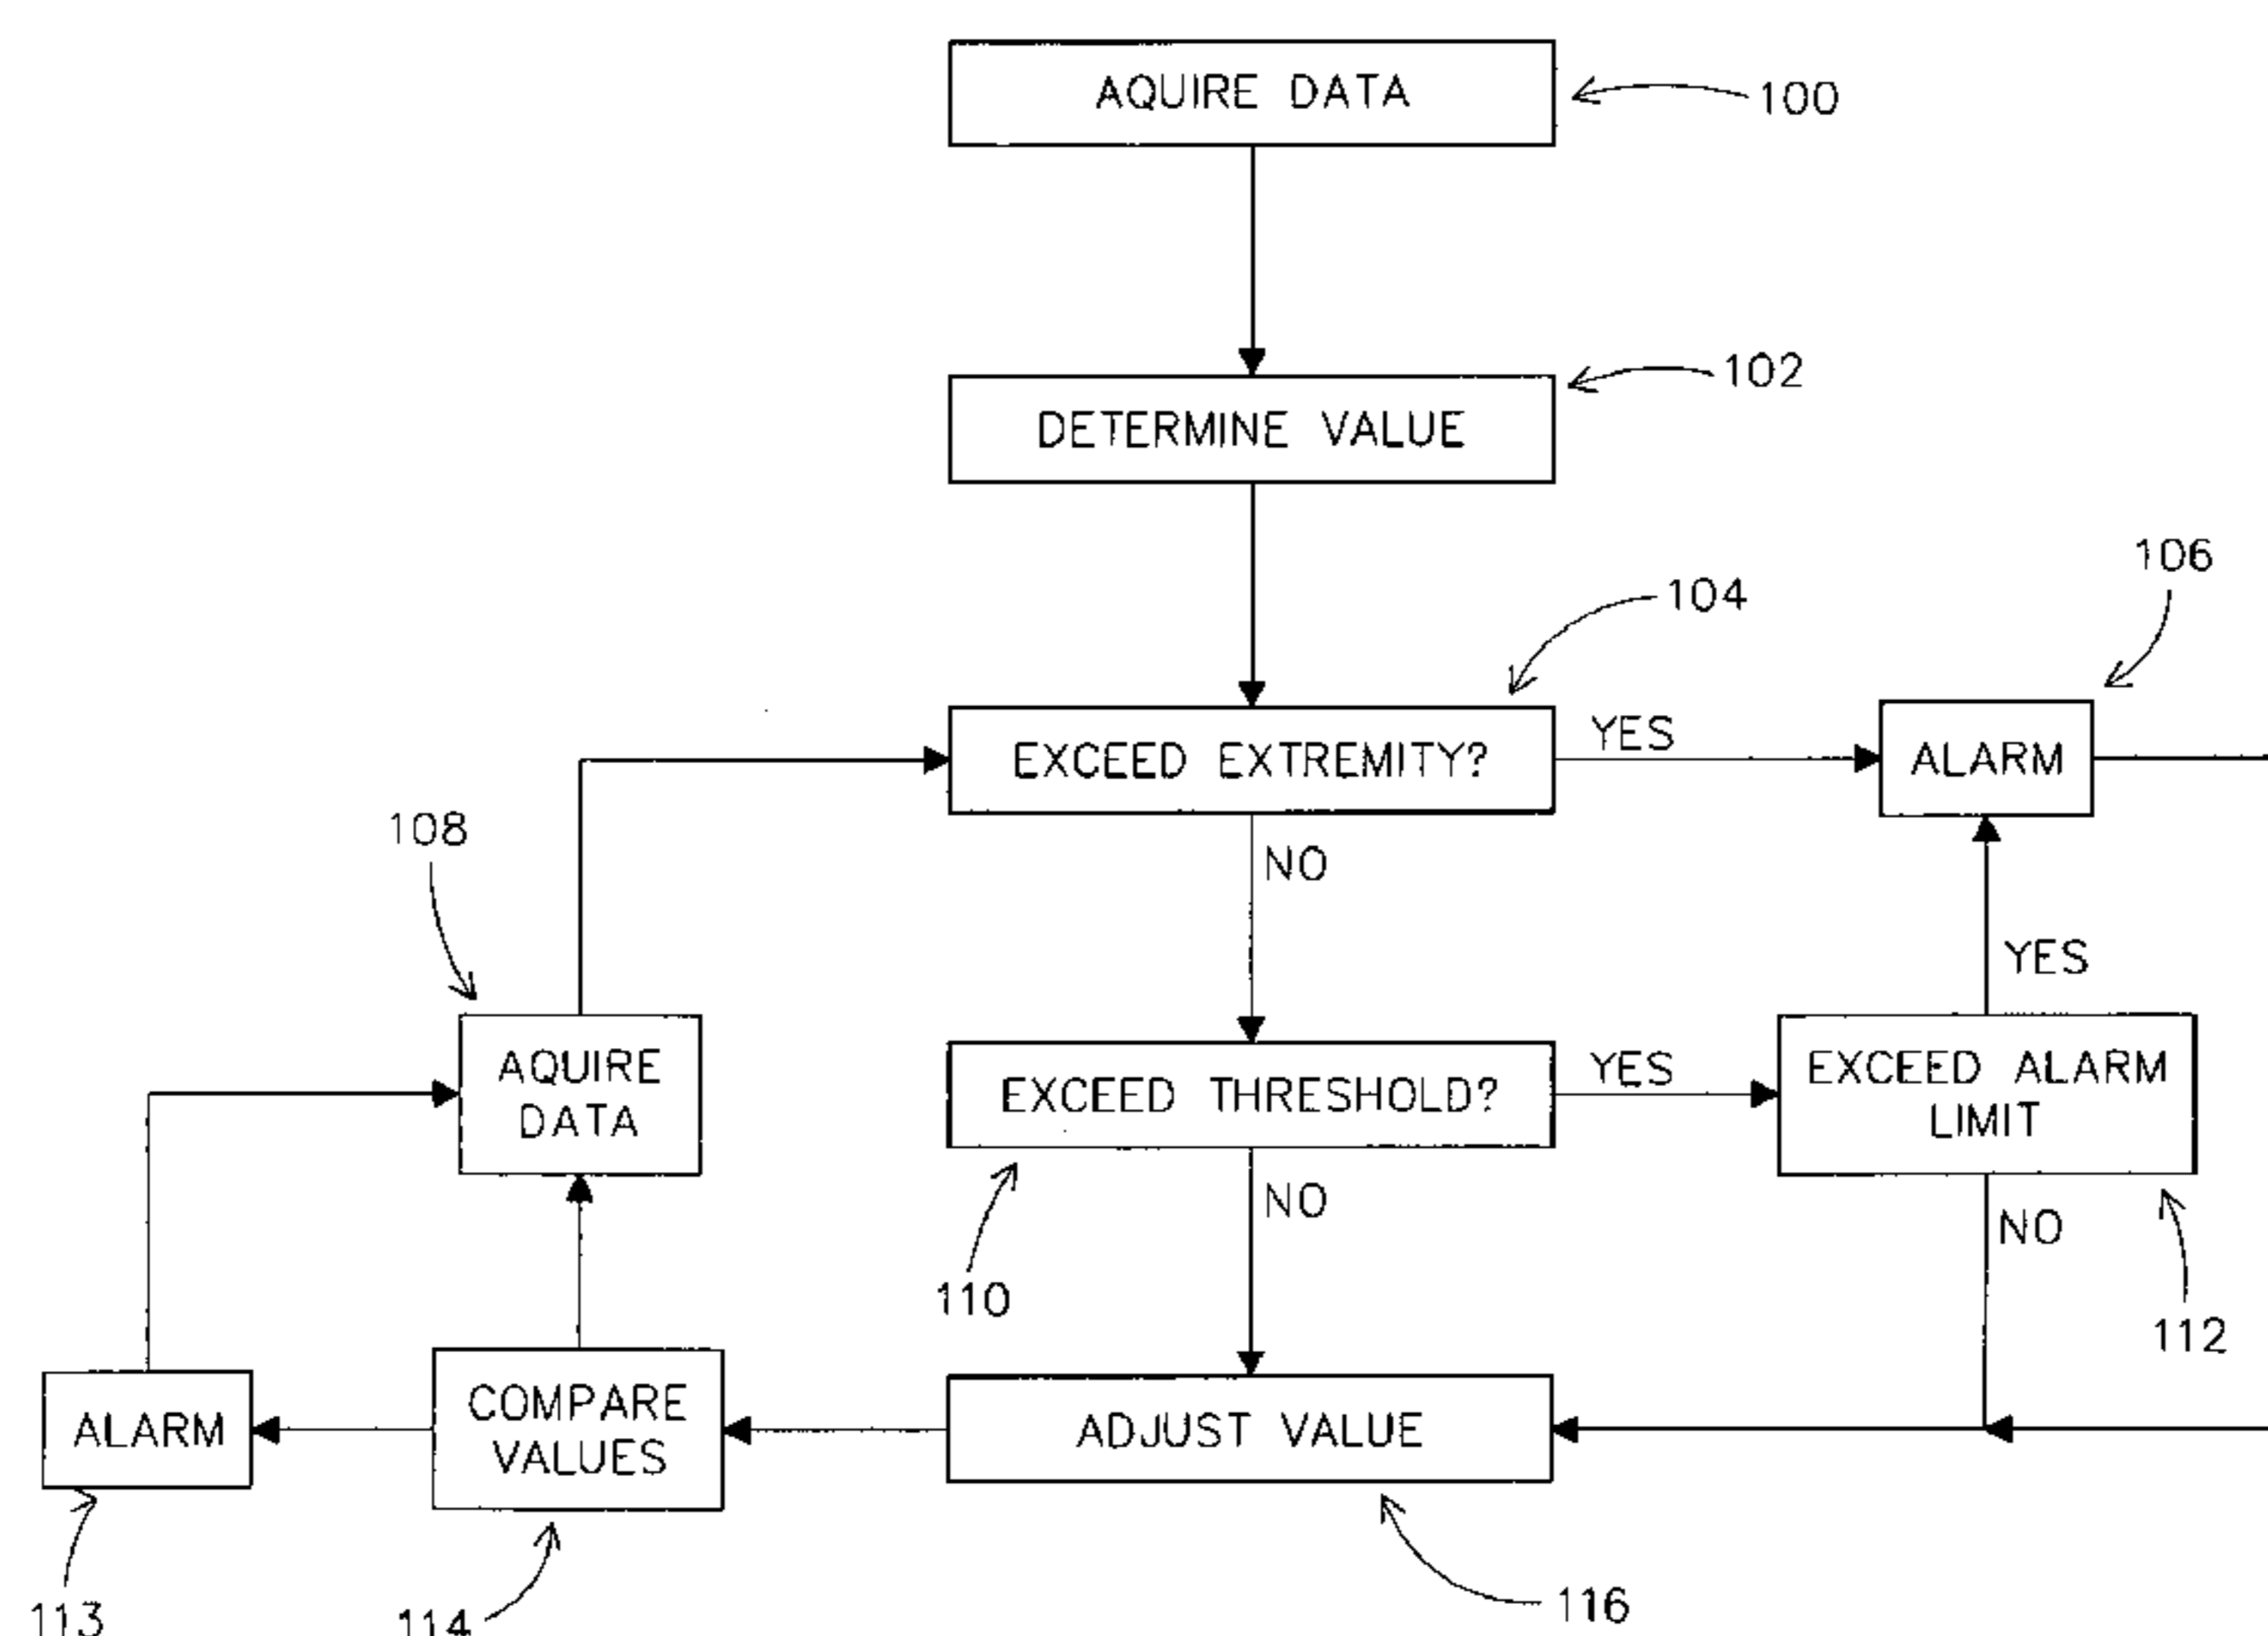 AQUIRE DATA
100
DETERMINE VALUE
102
106
104
EXCEED EXTREMITY?
YES
ALARM
108
NO
YES
AQUIRE
DATA
EXCEED THRESHOLD?
YES
EXCEED ALARM
LIMIT
NO
NO
110
112
ALARM
COMPARE
VALUES
ADJUST VALUE
113
114
116